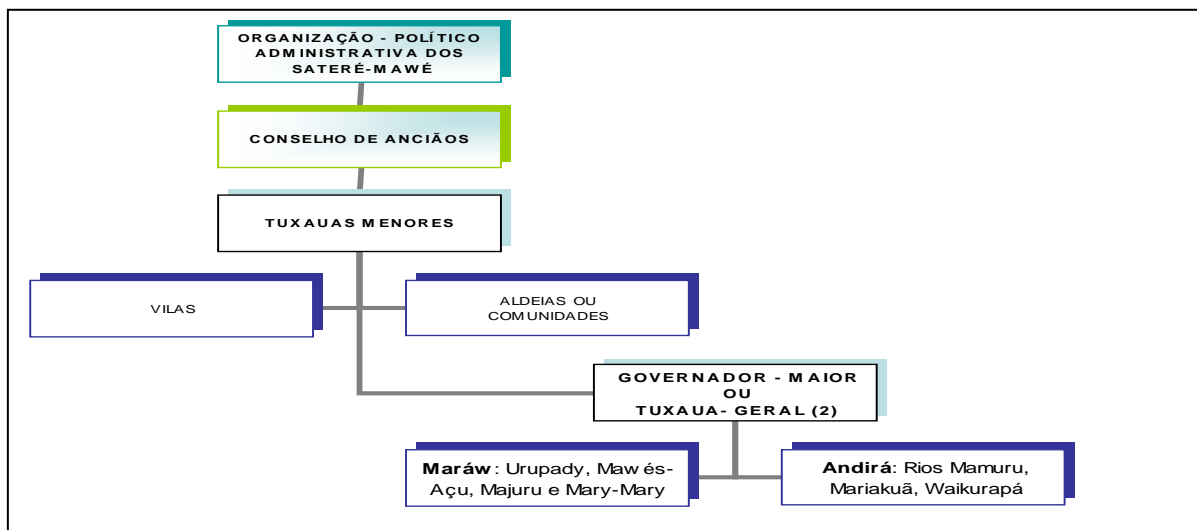 ORGANIZAÇÃO - POLÍTICO
ADMINISTRATIVA DOS
SATERÉ-MAWÉ
CONSELHO DE ANCIÃOS
TUXAUAS MENORES
VILAS
ALDEIAS OU
COMUNIDADES
GOVERNADOR - MAIOR
OU
TUXAUA- GERAL (2)
Maráw: Urupady, Mawés-
Açu, Majuru e Mary-Mary
Andirá: Rios Mamuru,
Mariakuã, Waikurapá